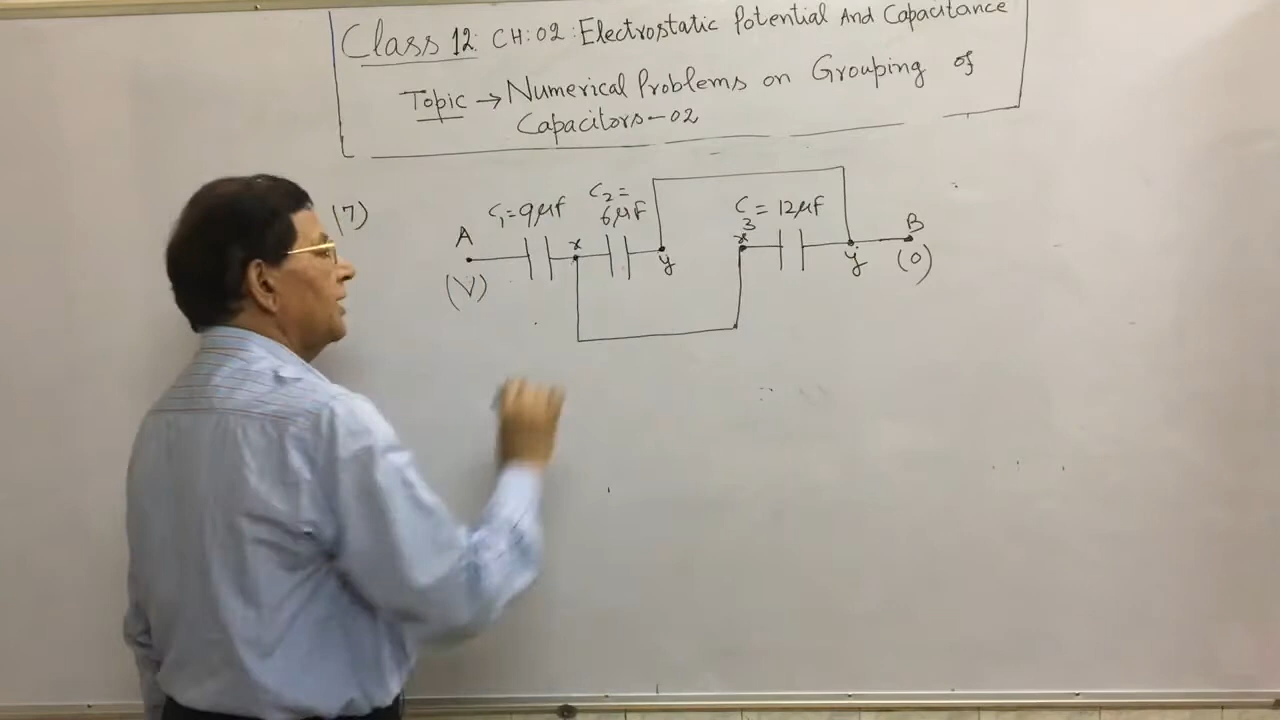 Class 12: CH:02: Electrostatic Potential And Capacitance
Topic → Numerical Problems on Grouping of
Capacitors-02
(7)
C₁=9μF
C₂=
6μF
C₃=12μF
A
x
y
x
y
B
(V)
(0)